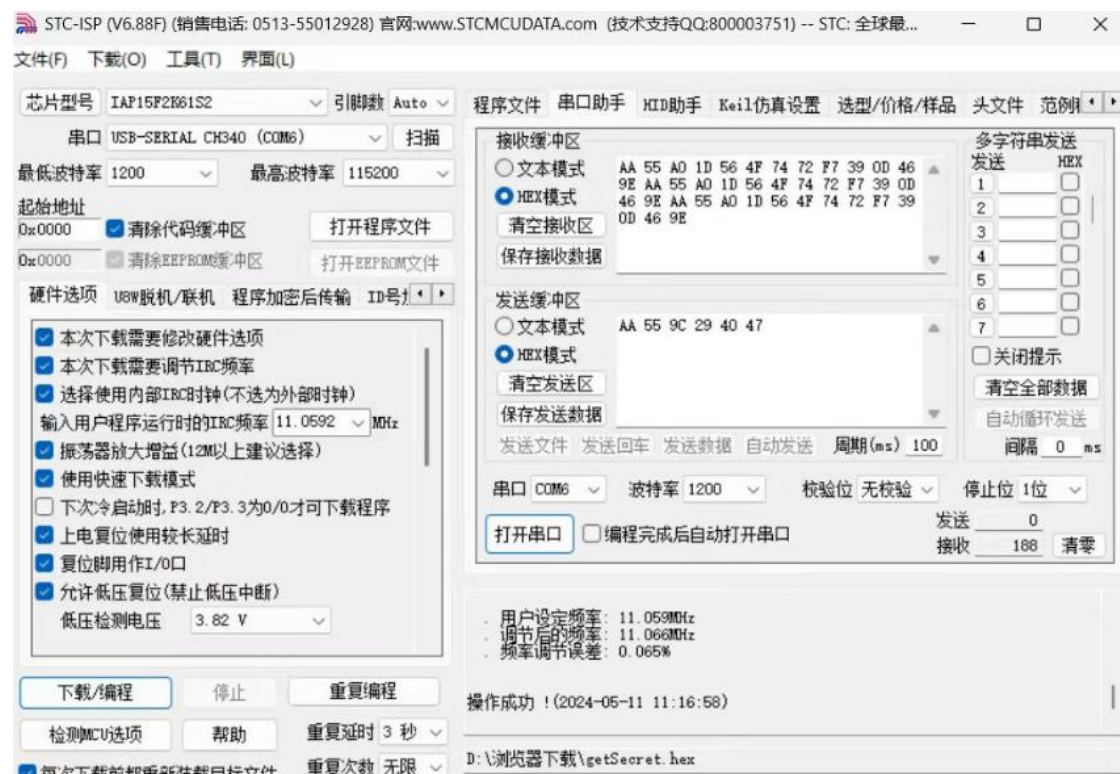 STC-ISP (V6.88F) (销售电话: 0513-55012928) 官网:www.STCMCUDATA.com (技术支持QQ:800003751) -- STC: 全球最...
文件(F) 下载(O) 工具(T) 界面(L)
芯片型号 IAP15F2K61S2 引脚数 Auto
串口 USB-SERIAL CH340 (COM6) 扫描
最低波特率 1200 最高波特率 115200
起始地址
0x0000 清除代码缓冲区 打开程序文件
0x0000 清除EEPROM缓冲区 打开EEPROM文件
硬件选项 U8W脱机/联机 程序加密后传输 ID号
本次下载需要修改硬件选项
本次下载需要调节IRC频率
选择使用内部IRC时钟(不选为外部时钟)
输入用户程序运行时的IRC频率 11.0592 MHz
振荡器放大增益(12M以上建议选择)
使用快速下载模式
下次冷启动时, P3.2/P3.3为0/0才可下载程序
上电复位使用较长延时
复位脚用作I/O口
允许低压复位(禁止低压中断)
低压检测电压 3.82 V
下载/编程 停止 重复编程
检测MCU选项 帮助 重复延时 3 秒
每次下载前都重新装载目标文件 重复次数 无限
程序文件 串口助手 HID助手 Keil仿真设置 选型/价格/样品 头文件 范例
接收缓冲区
文本模式
HEX模式
清空接收区
保存接收数据
AA 55 A0 1D 56 4F 74 72 F7 39 0D 46
9E AA 55 A0 1D 56 4F 74 72 F7 39 0D
46 9E AA 55 A0 1D 56 4F 74 72 F7 39
0D 46 9E
发送缓冲区
文本模式
HEX模式
清空发送区
保存发送数据
AA 55 9C 29 40 47
发送文件 发送回车 发送数据 自动发送 周期(ms) 100
多字符串发送
发送 HEX
1
2
3
4
5
6
7
关闭提示
清空全部数据
自动循环发送
间隔 0 ms
串口 COM6 波特率 1200 校验位 无校验 停止位 1位
打开串口 编程完成后自动打开串口
发送 0
接收 188 清零
. 用户设定频率: 11.059MHz
. 调节后的频率: 11.066MHz
. 频率调节误差: 0.065%
操作成功 !(2024-05-11 11:16:58)
D:\浏览器下载\getSecret.hex